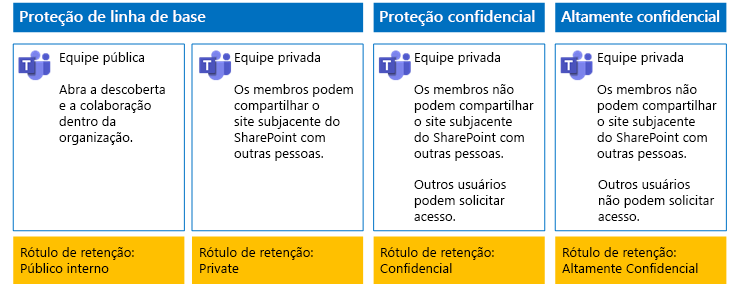 Proteção de linha de base
Proteção confidencial
Altamente confidencial
T
Equipe pública
Abra a descoberta
e a colaboração
dentro da
organização.
T
Equipe privada
Os membros podem
compartilhar o
site subjacente do
SharePoint com
outras pessoas.
T
Equipe privada
Os membros não
podem compartilhar
o site subjacente
do SharePoint com
outras pessoas.
Outros usuários
podem solicitar
acesso.
T
Equipe privada
Os membros não
podem compartilhar
o site subjacente
do SharePoint com
outras pessoas.
Outros usuários
não podem solicitar
acesso.
Rótulo de retenção:
Público interno
Rótulo de retenção:
Private
Rótulo de retenção:
Confidencial
Rótulo de retenção:
Altamente Confidencial